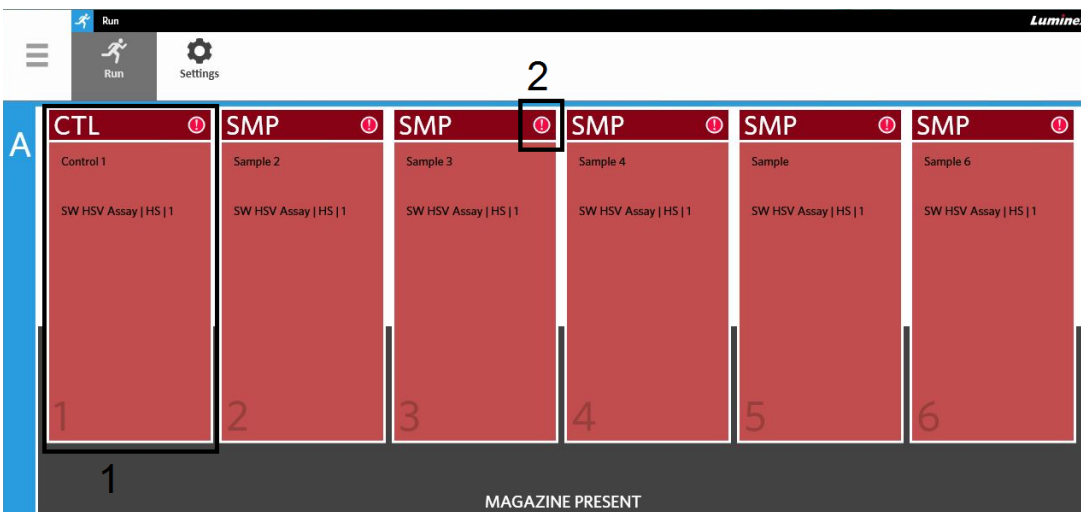 Run
Luminex
Run
Settings
2
A
CTL
SMP
SMP
SMP
SMP
SMP
Control 1
Sample 2
Sample 3
Sample 4
Sample
Sample 6
SW HSV Assay | HS | 1
SW HSV Assay | HS | 1
SW HSV Assay | HS | 1
SW HSV Assay | HS | 1
SW HSV Assay | HS | 1
SW HSV Assay | HS | 1
1
2
3
4
5
6
1
MAGAZINE PRESENT